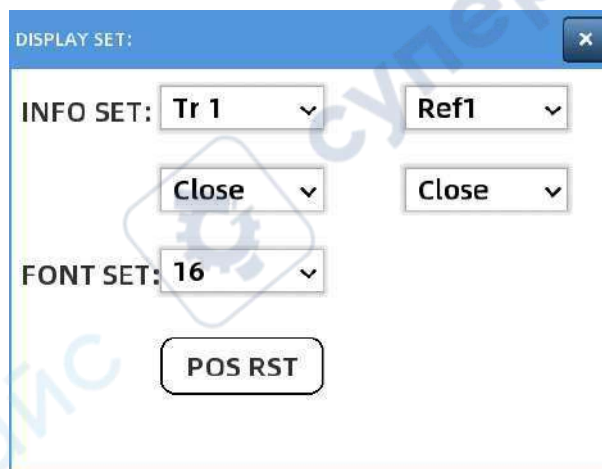 DISPLAY SET:
INFO SET: Tr 1 Ref1
Close Close
FONT SET: 16
POS RST